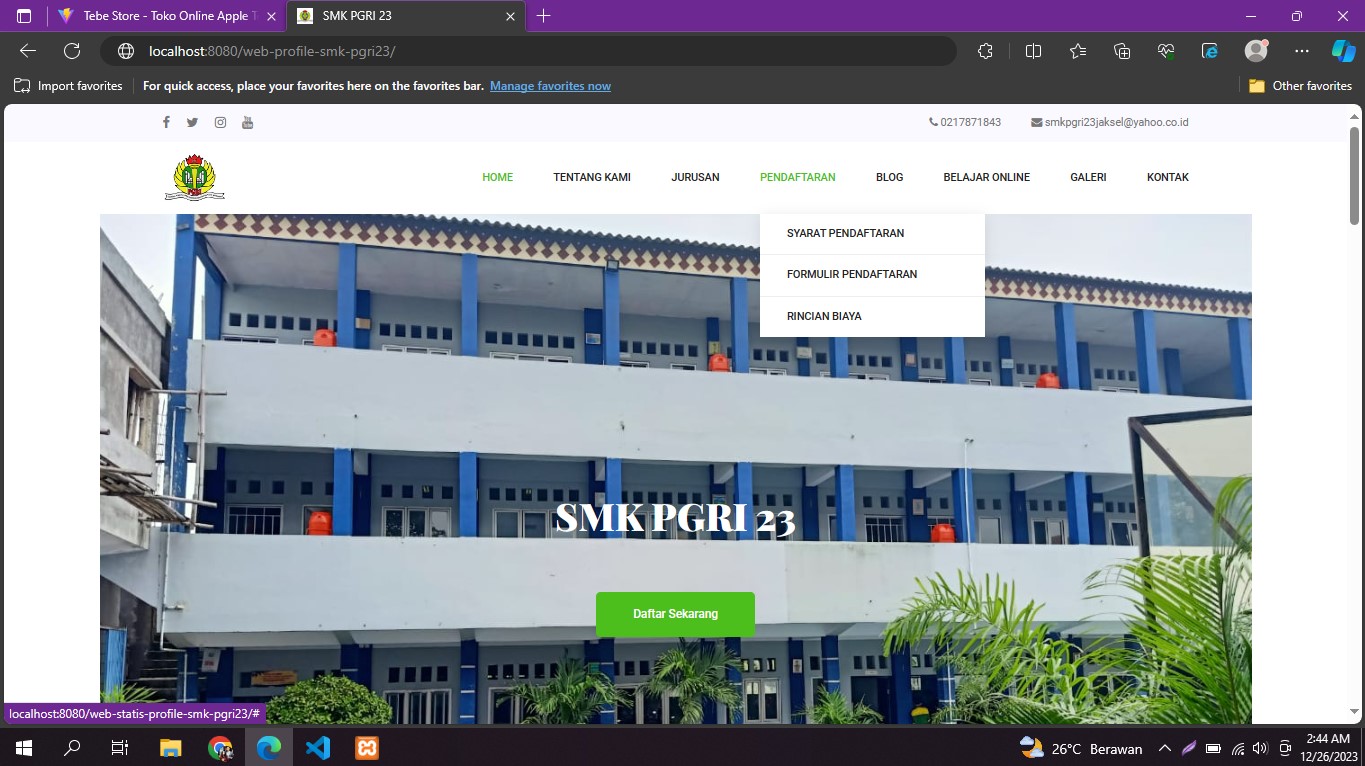 Tebe Store - Toko Online Apple T
SMK PGRI 23
localhost:8080/web-profile-smk-pgri23/
Import favorites
For quick access, place your favorites here on the favorites bar. Manage favorites now
Other favorites
0217871843
smkpgri23jaksel@yahoo.co.id
HOME
TENTANG KAMI
JURUSAN
PENDAFTARAN
BLOG
BELAJAR ONLINE
GALERI
KONTAK
SYARAT PENDAFTARAN
FORMULIR PENDAFTARAN
RINCIAN BIAYA
SMK PGRI 23
Daftar Sekarang
localhost:8080/web-statis-profile-smk-pgri23/#
26°C Berawan
2:44 AM
12/26/2023